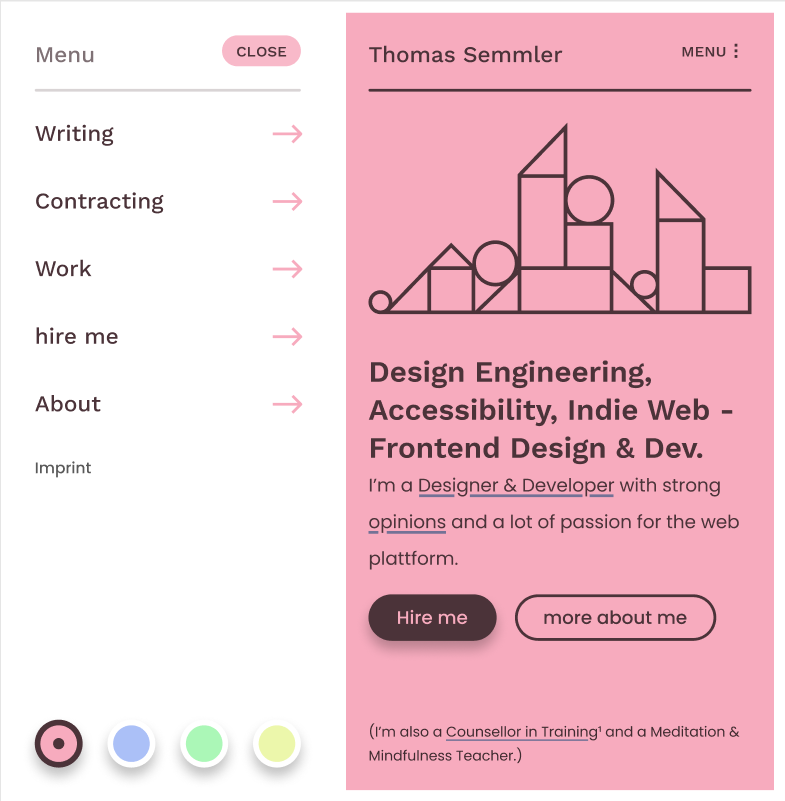 Menu
CLOSE
Writing
Contracting
Work
hire me
About
Imprint
Thomas Semmler
MENU
Design Engineering,
Accessibility, Indie Web -
Frontend Design & Dev.
I’m a Designer & Developer with strong
opinions and a lot of passion for the web
plattform.
Hire me
more about me
(I’m also a Counsellor in Training¹ and a Meditation &
Mindfulness Teacher.)